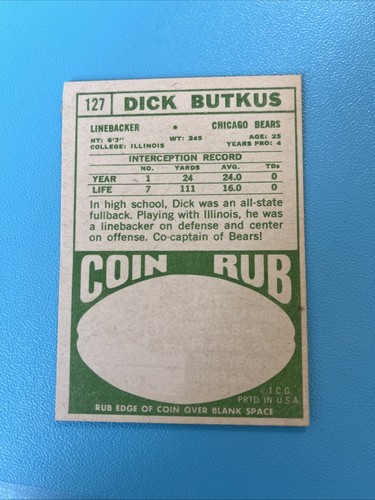 127 DICK BUTKUS
LINEBACKER • CHICAGO BEARS
HT: 6'3" WT: 245 AGE: 25
COLLEGE: ILLINOIS YEARS PRO: 4
INTERCEPTION RECORD
NO. YARDS AVG. TDs
YEAR 1 24 24.0 0
LIFE 7 111 16.0 0
In high school, Dick was an all-state
fullback. Playing with Illinois, he was
a linebacker on defense and center
on offense. Co-captain of Bears!
COIN RUB
© T.C.G.
PRTD. IN U.S.A.
RUB EDGE OF COIN OVER BLANK SPACE